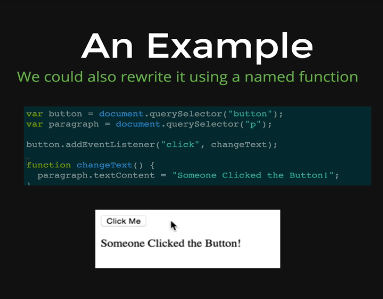 An Example
We could also rewrite it using a named function
var button = document.querySelector("button");
var paragraph = document.querySelector("p");
button.addEventListener("click", changeText);
function changeText() {
paragraph.textContent = "Someone Clicked the Button!";
}
Click Me
Someone Clicked the Button!